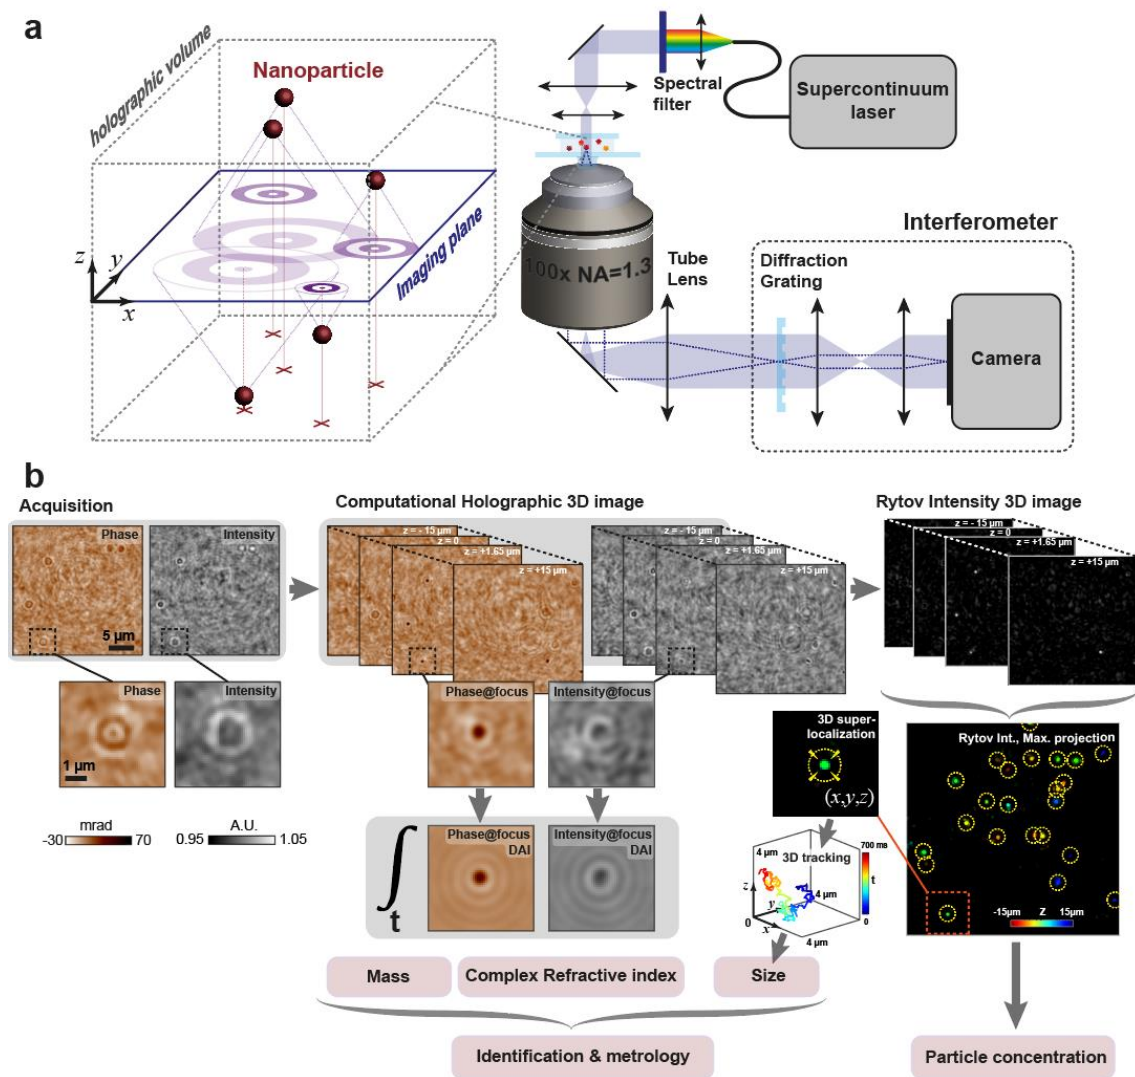 a
holographic volume
Nanoparticle
Imaging plane
z
y
x
Spectral
filter
Supercontinuum
laser
100x NA=1.3
Tube
Lens
Interferometer
Diffraction
Grating
Camera
b
Acquisition
Phase
Intensity
5 µm
Phase
Intensity
1 µm
mrad
-30
70
A.U.
0.95
1.05
Computational Holographic 3D image
z = - 15 µm
z = 0
z = +1.65 µm
z = +15 µm
z = - 15 µm
z = 0
z = +1.65 µm
z = +15 µm
Phase@focus
Intensity@focus
∫
t
Phase@focus
DAI
Intensity@focus
DAI
Rytov Intensity 3D image
z = - 15 µm
z = 0
z = +1.65 µm
z = +15 µm
3D super-
localization
(x,y,z)
Rytov Int., Max. projection
-15µm
Z
15µm
3D tracking
4 µm
4 µm
4 µm
z
y
x
0
700 ms
t
0
Mass
Complex Refractive index
Size
Identification & metrology
Particle concentration